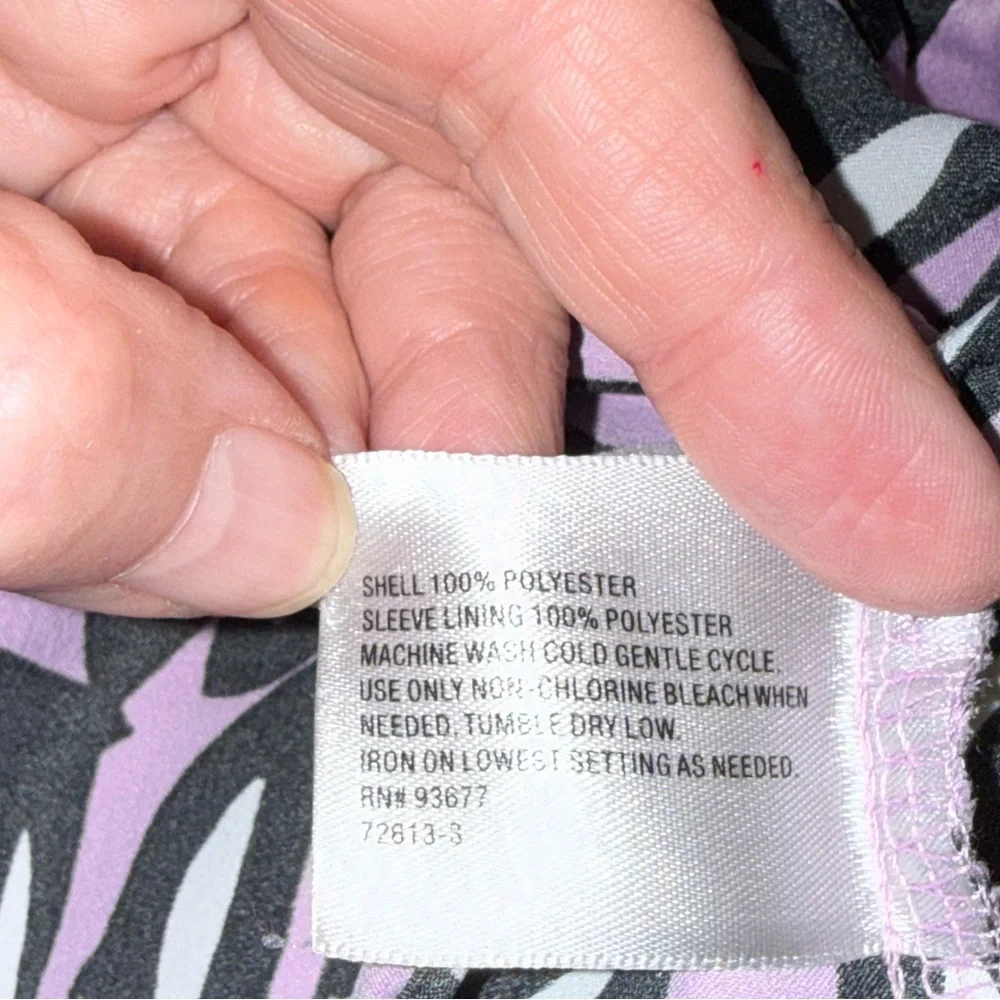 SHELL 100% POLYESTER
SLEEVE LINING 100% POLYESTER
MACHINE WASH COLD GENTLE CYCLE.
USE ONLY NON-CHLORINE BLEACH WHEN
NEEDED. TUMBLE DRY LOW.
IRON ON LOWEST SETTING AS NEEDED.
RN# 93677
72813-3